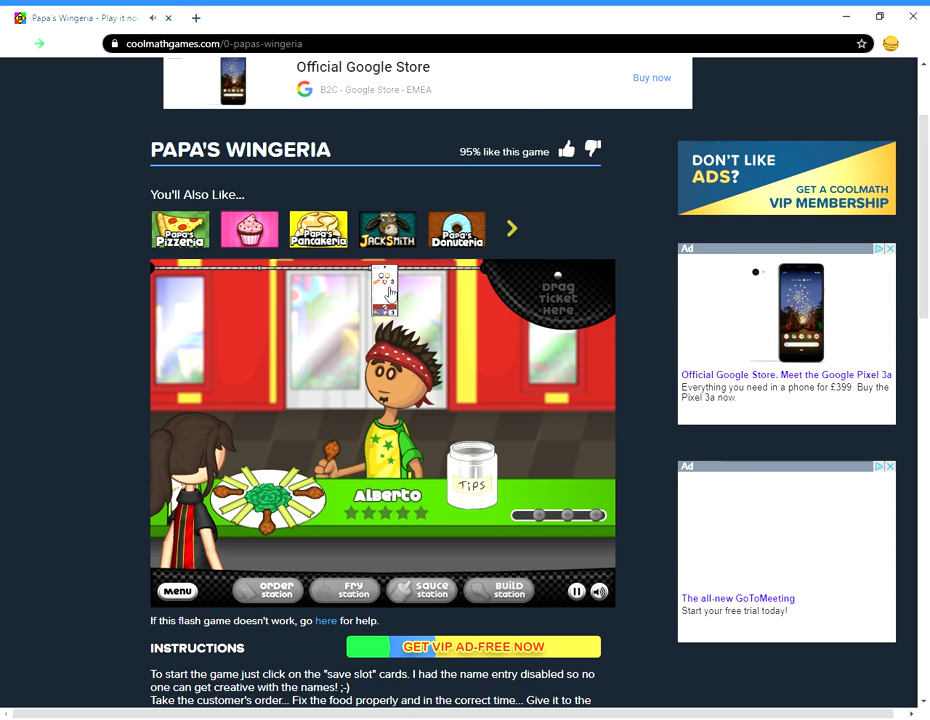 Papa's Wingeria - Play it no
coolmathgames.com/0-papas-wingeria
Official Google Store
B2C - Google Store - EMEA
Buy now
PAPA'S WINGERIA
95% like this game
You'll Also Like...
Papa's Pizzeria
Papa's Pancakeria
JACKSMITH
Papa's Donuteria
DON'T LIKE
ADS?
GET A COOLMATH
VIP MEMBERSHIP
Ad
Official Google Store. Meet the Google Pixel 3a
Everything you need in a phone for £399 Buy the
Pixel 3a now.
Drag
Ticket
Here
3
3
TIPS
Alberto
Menu
Order
Station
Fry
Station
Sauce
Station
Build
Station
Ad
The all-new GoToMeeting
Start your free trial today!
If this flash game doesn't work, go here for help.
INSTRUCTIONS
GET VIP AD-FREE NOW
To start the game just click on the "save slot" cards. I had the name entry disabled so no
one can get creative with the names! ;-)
Take the customer's order... Fix the food properly and in the correct time... Give it to the